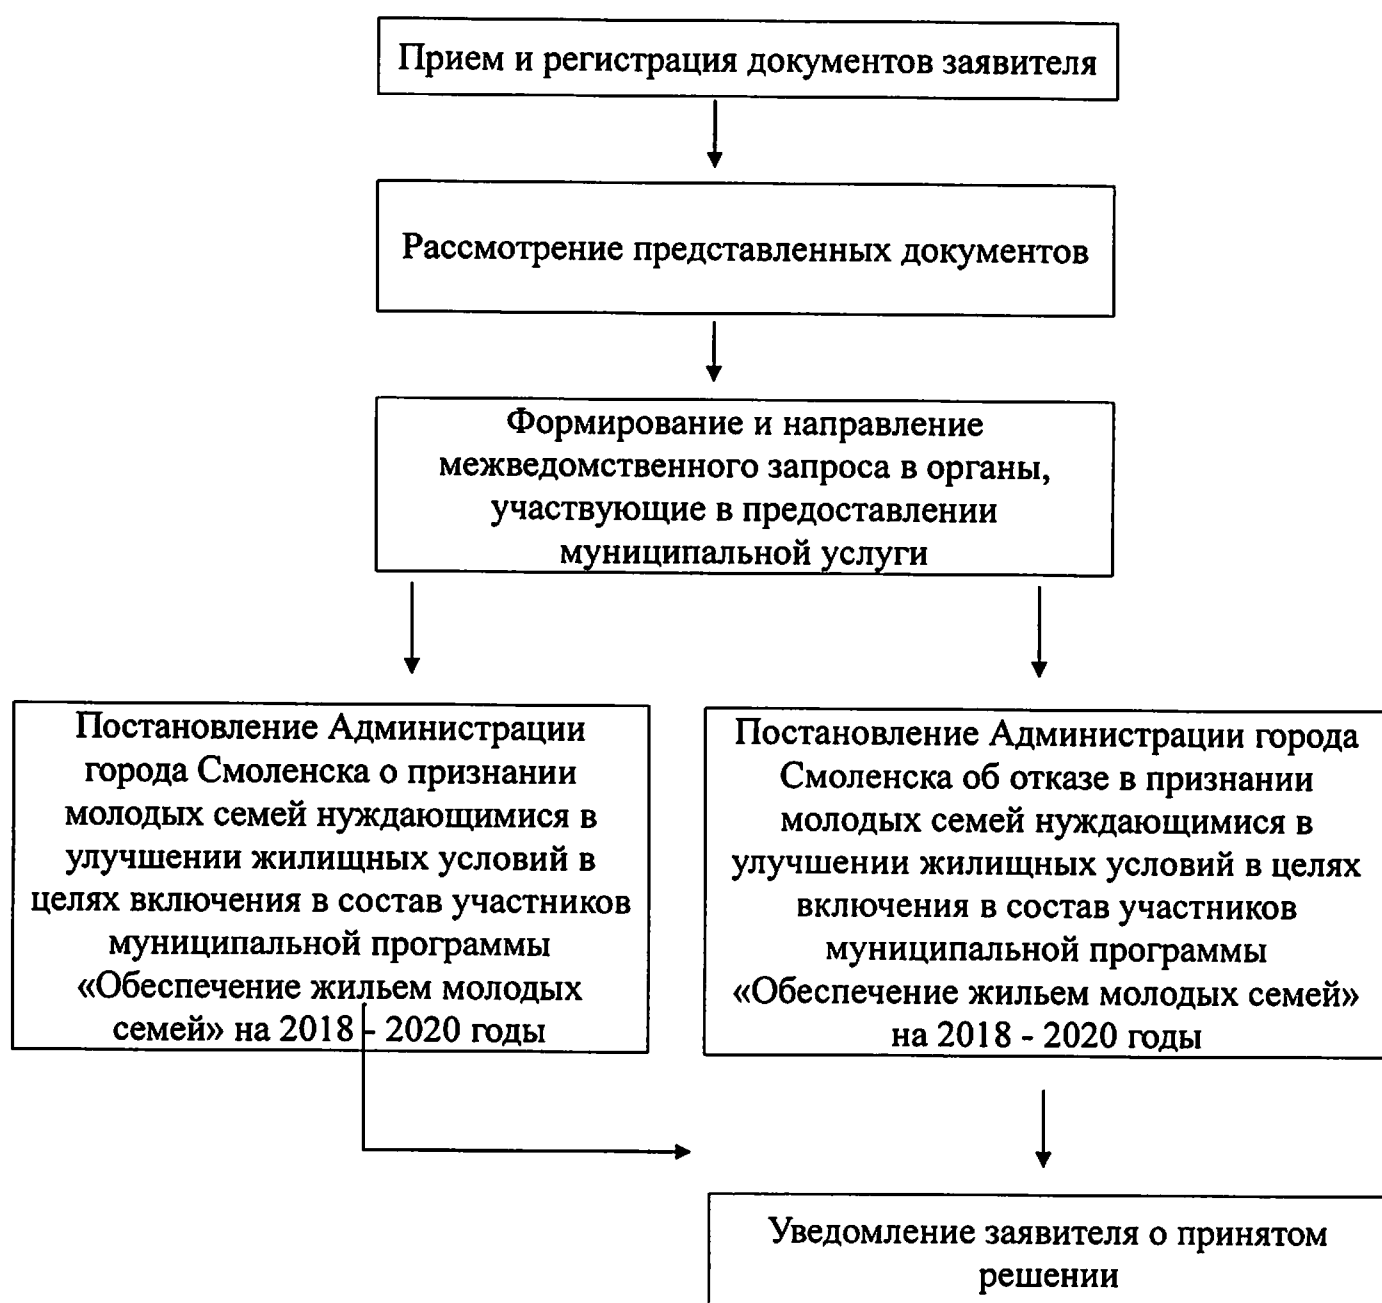 Прием и регистрация документов заявителя
Рассмотрение представленных документов
Формирование и направление
межведомственного запроса в органы,
участвующие в предоставлении
муниципальной услуги
Постановление Администрации
города Смоленска о признании
молодых семей нуждающимися в
улучшении жилищных условий в
целях включения в состав участников
муниципальной программы
«Обеспечение жильем молодых
семей» на 2018 - 2020 годы
Постановление Администрации города
Смоленска об отказе в признании
молодых семей нуждающимися в
улучшении жилищных условий в целях
включения в состав участников
муниципальной программы
«Обеспечение жильем молодых семей»
на 2018 - 2020 годы
Уведомление заявителя о принятом
решении